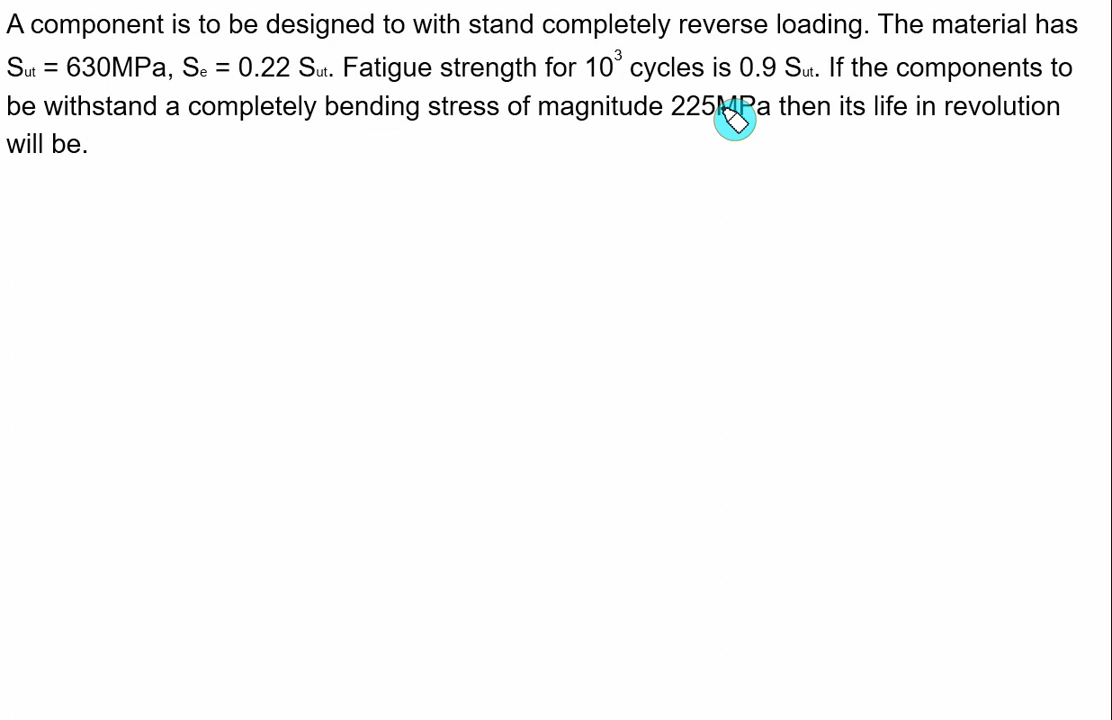 A component is to be designed to with stand completely reverse loading. The material has
Sut = 630MPa, Se = 0.22 Sut. Fatigue strength for 10³ cycles is 0.9 Sut. If the components to
be withstand a completely bending stress of magnitude 225MPa then its life in revolution
will be.